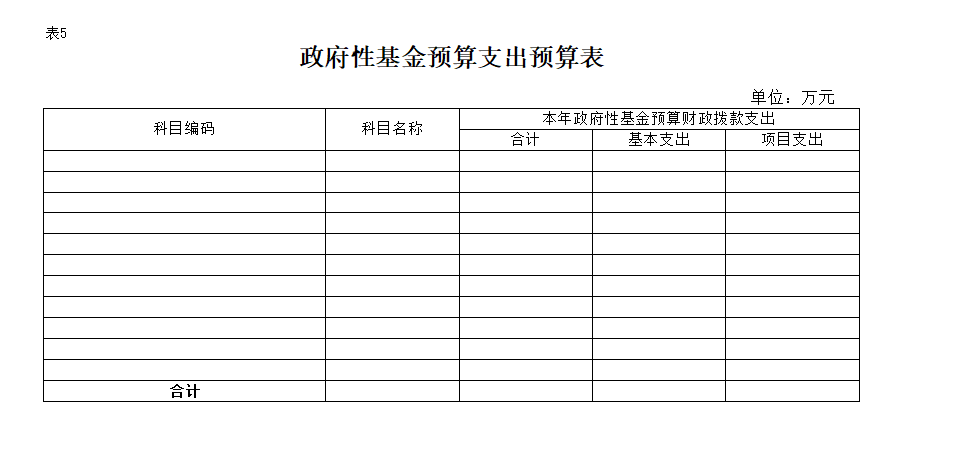 表5
政府性基金预算支出预算表
单位：万元
科目编码 科目名称 本年政府性基金预算财政拨款支出
合计 基本支出 项目支出
合计